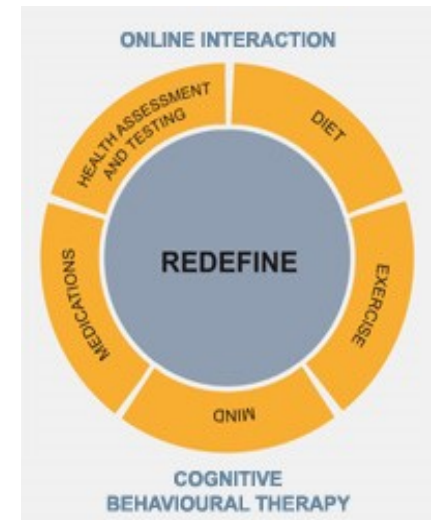 ONLINE INTERACTION
HEALTH ASSESSMENT
AND TESTING
DIET
EXERCISE
MIND
MEDICATIONS
REDEFINE
COGNITIVE
BEHAVIOURAL THERAPY